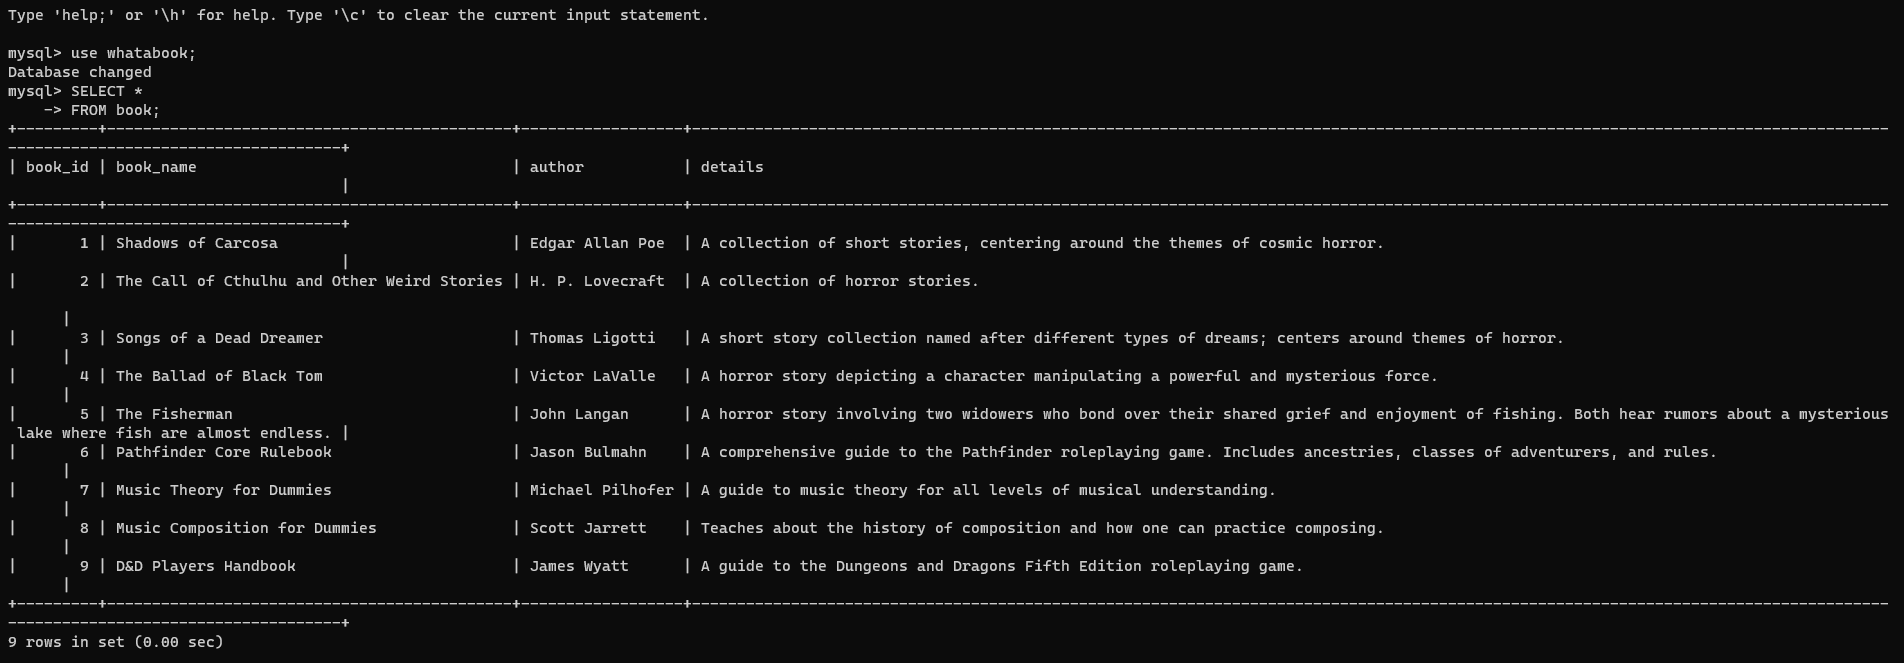 Type 'help;' or '\h' for help. Type '\c' to clear the current input statement.

mysql> use whatabook;
Database changed
mysql> SELECT *
    -> FROM book;
+---------+---------------------------------------------+------------------+-------------------------------------------------------------------------------------------------------------------------------------
-------------------------------------+
| book_id | book_name                                   | author           | details
                                     |
+---------+---------------------------------------------+------------------+-------------------------------------------------------------------------------------------------------------------------------------
-------------------------------------+
|       1 | Shadows of Carcosa                          | Edgar Allan Poe  | A collection of short stories, centering around the themes of cosmic horror.
                                     |
|       2 | The Call of Cthulhu and Other Weird Stories | H. P. Lovecraft  | A collection of horror stories.

      |
|       3 | Songs of a Dead Dreamer                     | Thomas Ligotti   | A short story collection named after different types of dreams; centers around themes of horror.
      |
|       4 | The Ballad of Black Tom                     | Victor LaValle   | A horror story depicting a character manipulating a powerful and mysterious force.
      |
|       5 | The Fisherman                               | John Langan      | A horror story involving two widowers who bond over their shared grief and enjoyment of fishing. Both hear rumors about a mysterious
 lake where fish are almost endless. |
|       6 | Pathfinder Core Rulebook                    | Jason Bulmahn    | A comprehensive guide to the Pathfinder roleplaying game. Includes ancestries, classes of adventurers, and rules.
      |
|       7 | Music Theory for Dummies                    | Michael Pilhofer | A guide to music theory for all levels of musical understanding.
      |
|       8 | Music Composition for Dummies               | Scott Jarrett    | Teaches about the history of composition and how one can practice composing.
      |
|       9 | D&D Players Handbook                        | James Wyatt      | A guide to the Dungeons and Dragons Fifth Edition roleplaying game.
      |
+---------+---------------------------------------------+------------------+-------------------------------------------------------------------------------------------------------------------------------------
-------------------------------------+
9 rows in set (0.00 sec)